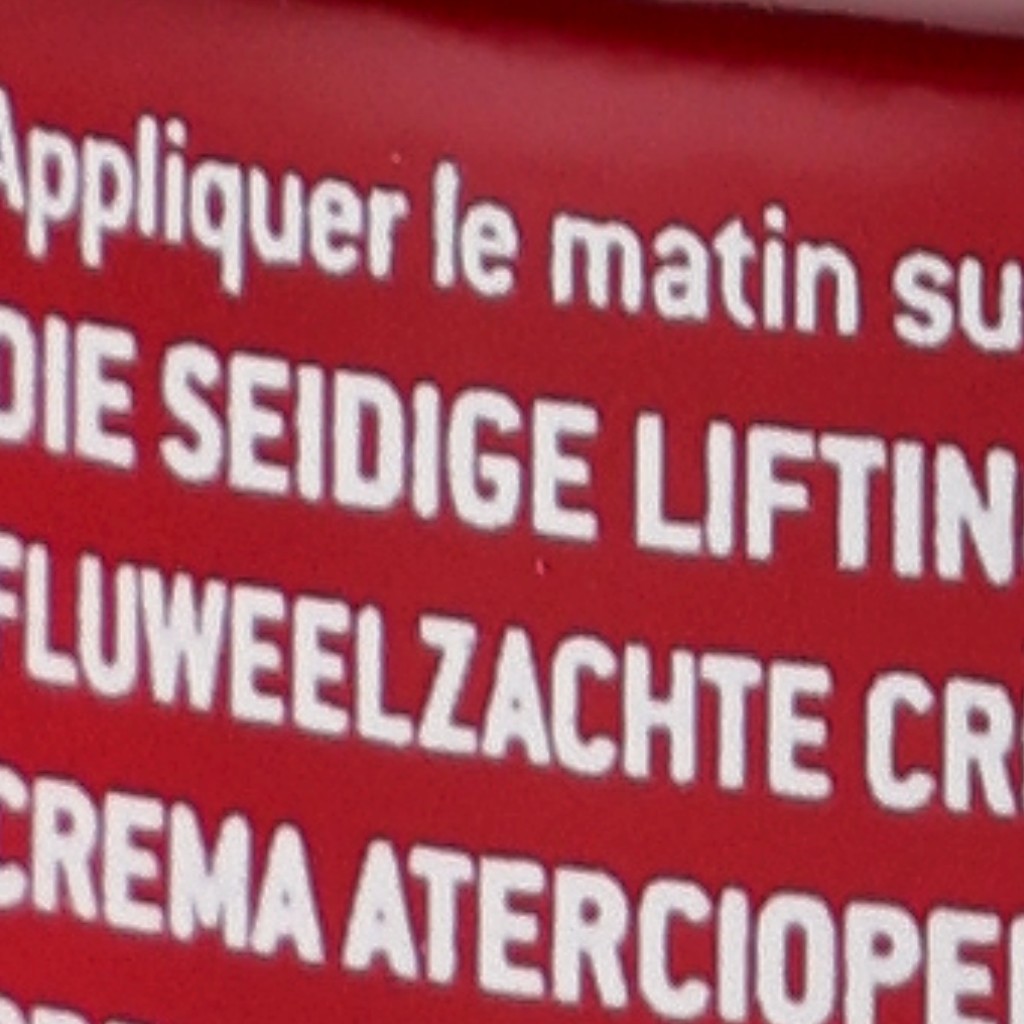 Appliquer le matin su
DIE SEIDIGE LIFTIN
FLUWEELZACHTE CR
CREMA ATERCIOPE